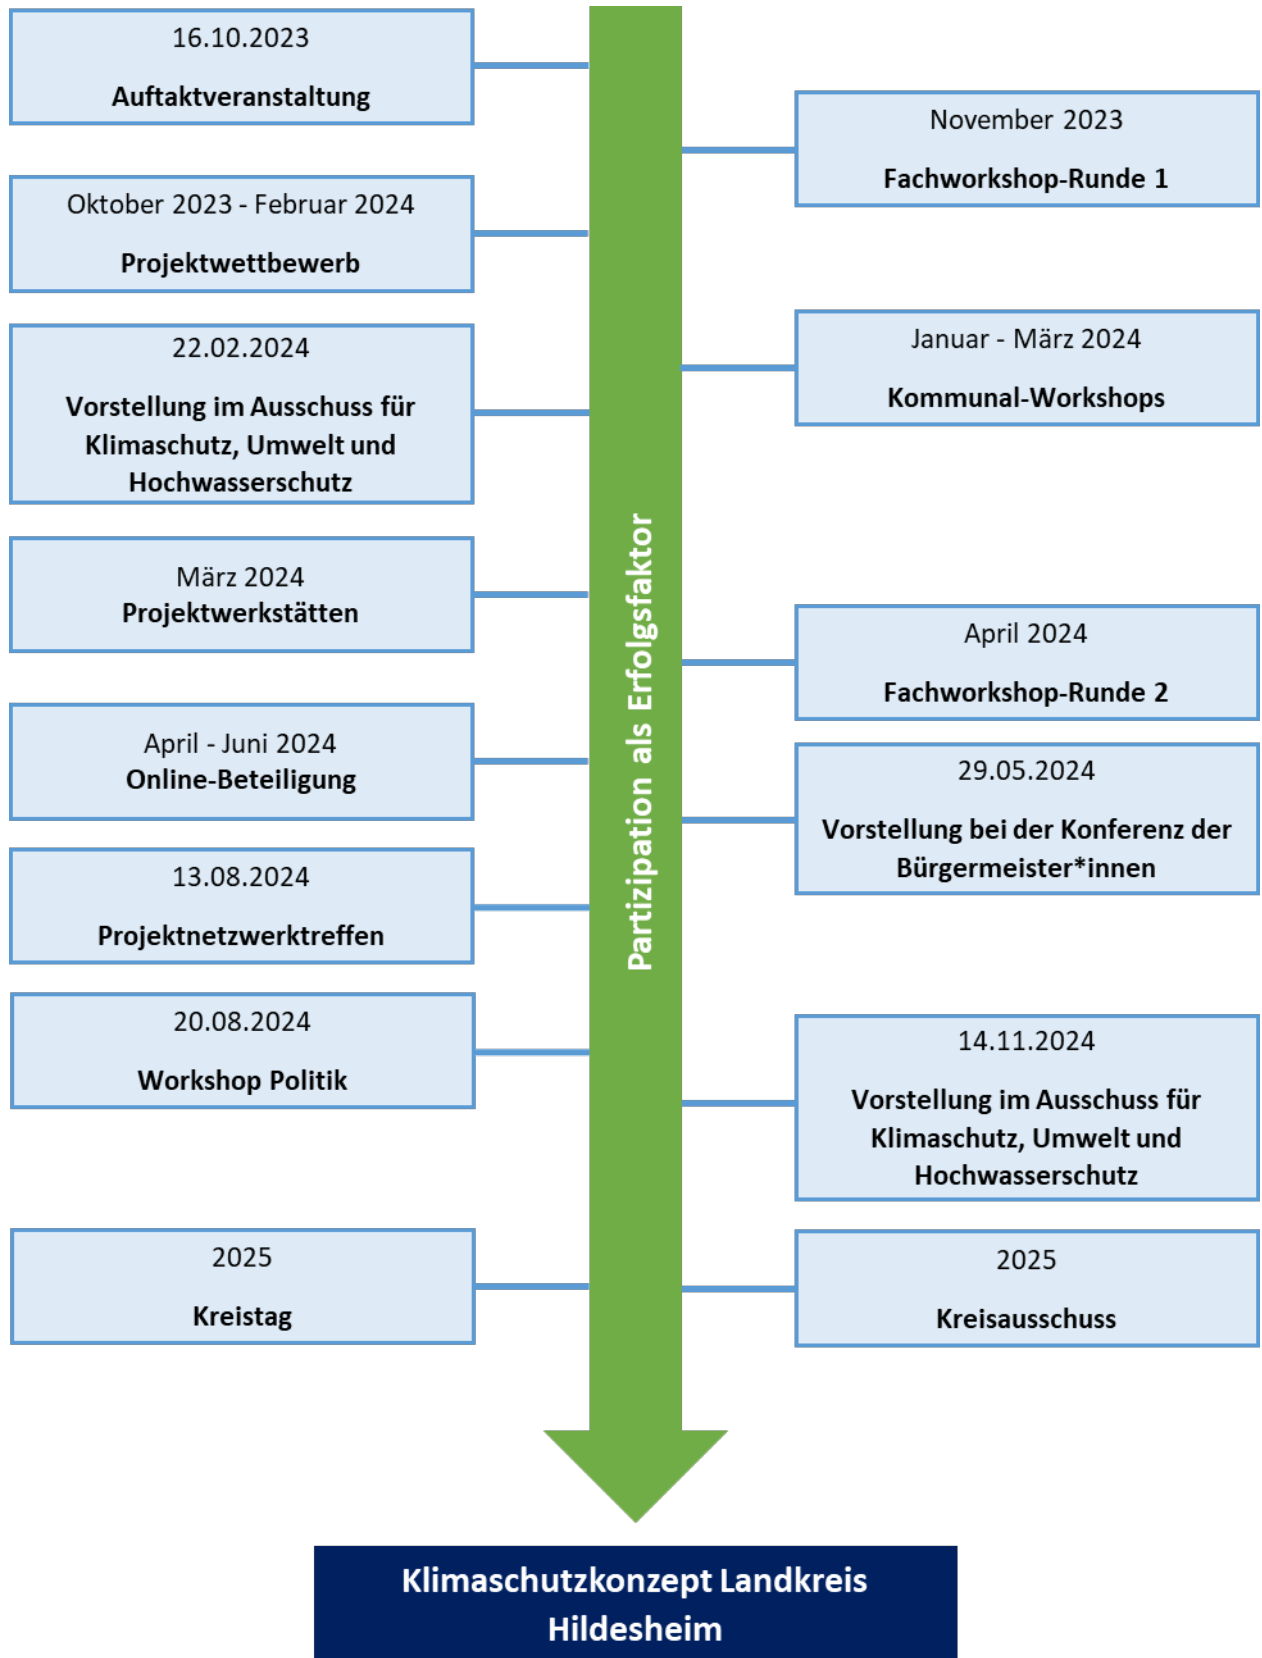 16.10.2023
Auftaktveranstaltung
November 2023
Fachworkshop-Runde 1
Oktober 2023 - Februar 2024
Projektwettbewerb
22.02.2024
Vorstellung im Ausschuss für
Klimaschutz, Umwelt und
Hochwasserschutz
Januar - März 2024
Kommunal-Workshops
März 2024
Projektwerkstätten
April 2024
Fachworkshop-Runde 2
April - Juni 2024
Online-Beteiligung
29.05.2024
Vorstellung bei der Konferenz der
Bürgermeister*innen
13.08.2024
Projektnetzwerktreffen
20.08.2024
Workshop Politik
14.11.2024
Vorstellung im Ausschuss für
Klimaschutz, Umwelt und
Hochwasserschutz
2025
Kreistag
2025
Kreisausschuss
Partizipation als Erfolgsfaktor
Klimaschutzkonzept Landkreis
Hildesheim